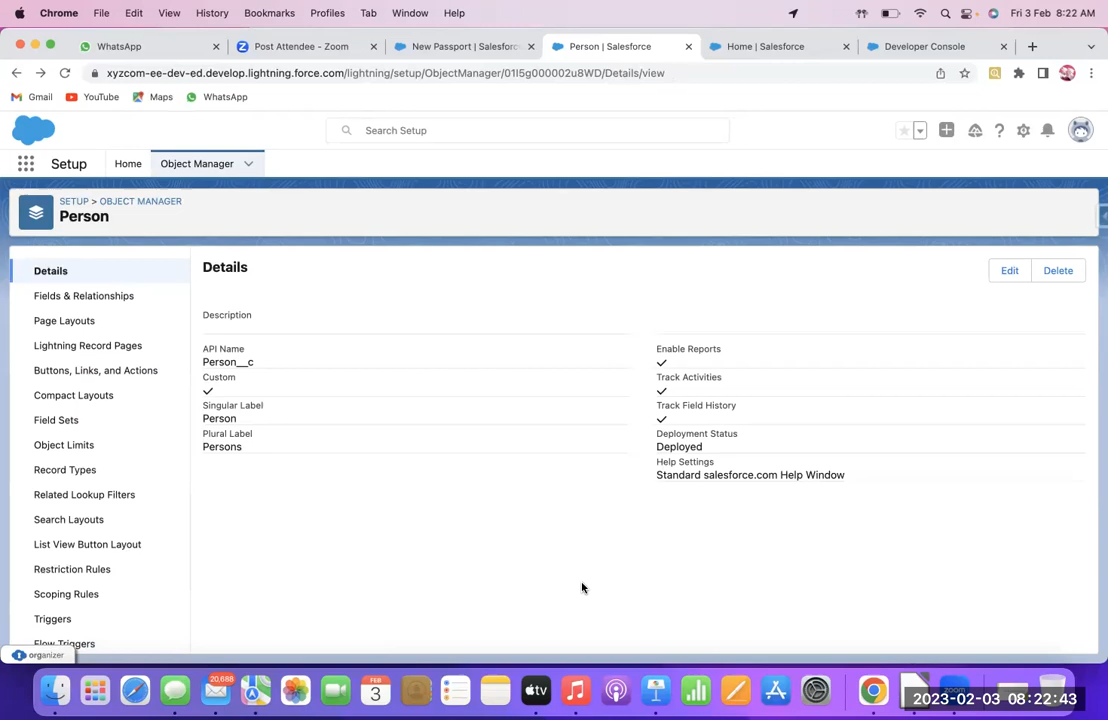 Chrome File Edit View History Bookmarks Profiles Tab Window Help Fri 3 Feb 8:22 AM
WhatsApp Post Attendee - Zoom New Passport | Salesforc Person | Salesforce Home | Salesforce Developer Console
xyzcom-ee-dev-ed.develop.lightning.force.com/lightning/setup/ObjectManager/01I5g000002u8WD/Details/view
Gmail YouTube Maps WhatsApp
Search Setup
Setup Home Object Manager
SETUP > OBJECT MANAGER
Person
Details
Fields & Relationships
Page Layouts
Lightning Record Pages
Buttons, Links, and Actions
Compact Layouts
Field Sets
Object Limits
Record Types
Related Lookup Filters
Search Layouts
List View Button Layout
Restriction Rules
Scoping Rules
Triggers
Flow Triggers
organizer
Details
Edit Delete
Description
API Name
Person__c
Custom
Singular Label
Person
Plural Label
Persons
Enable Reports
Track Activities
Track Field History
Deployment Status
Deployed
Help Settings
Standard salesforce.com Help Window
20,688
FEB
3
tv
zoom
2023-02-03 08:22:43